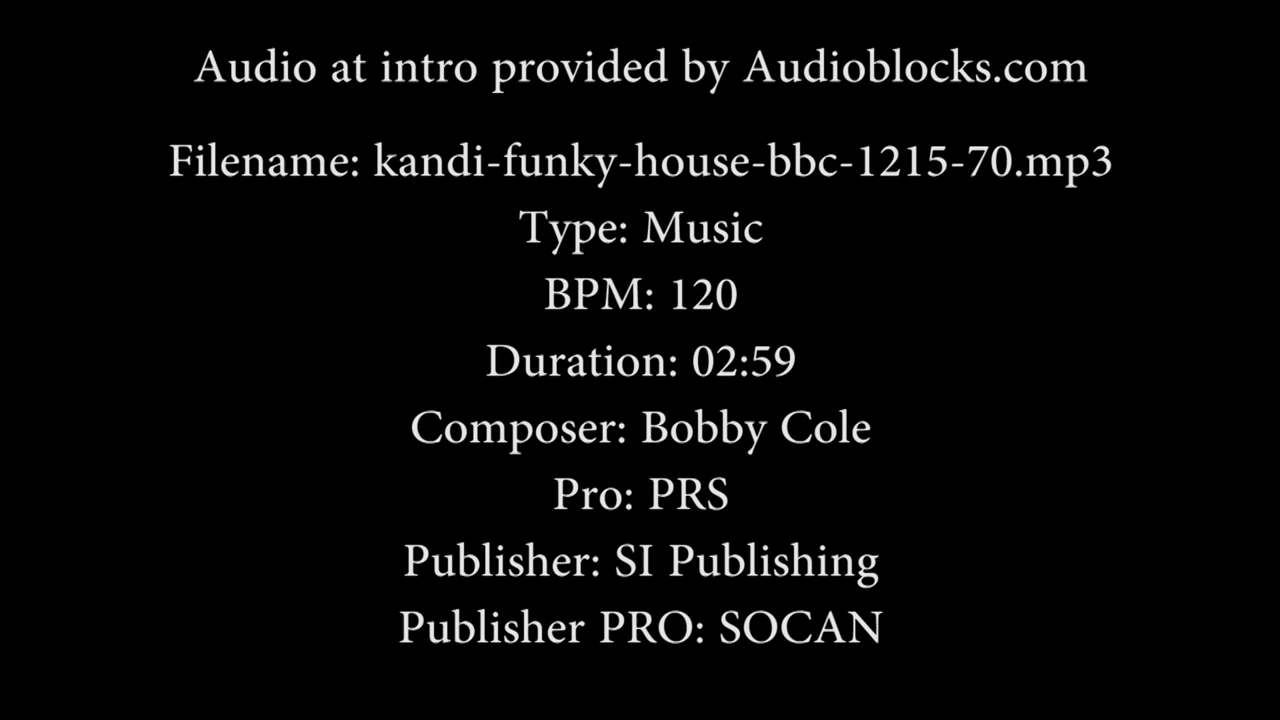 Audio at intro provided by Audioblocks.com
Filename: kandi-funky-house-bbc-1215-70.mp3
Type: Music
BPM: 120
Duration: 02:59
Composer: Bobby Cole
Pro: PRS
Publisher: SI Publishing
Publisher PRO: SOCAN